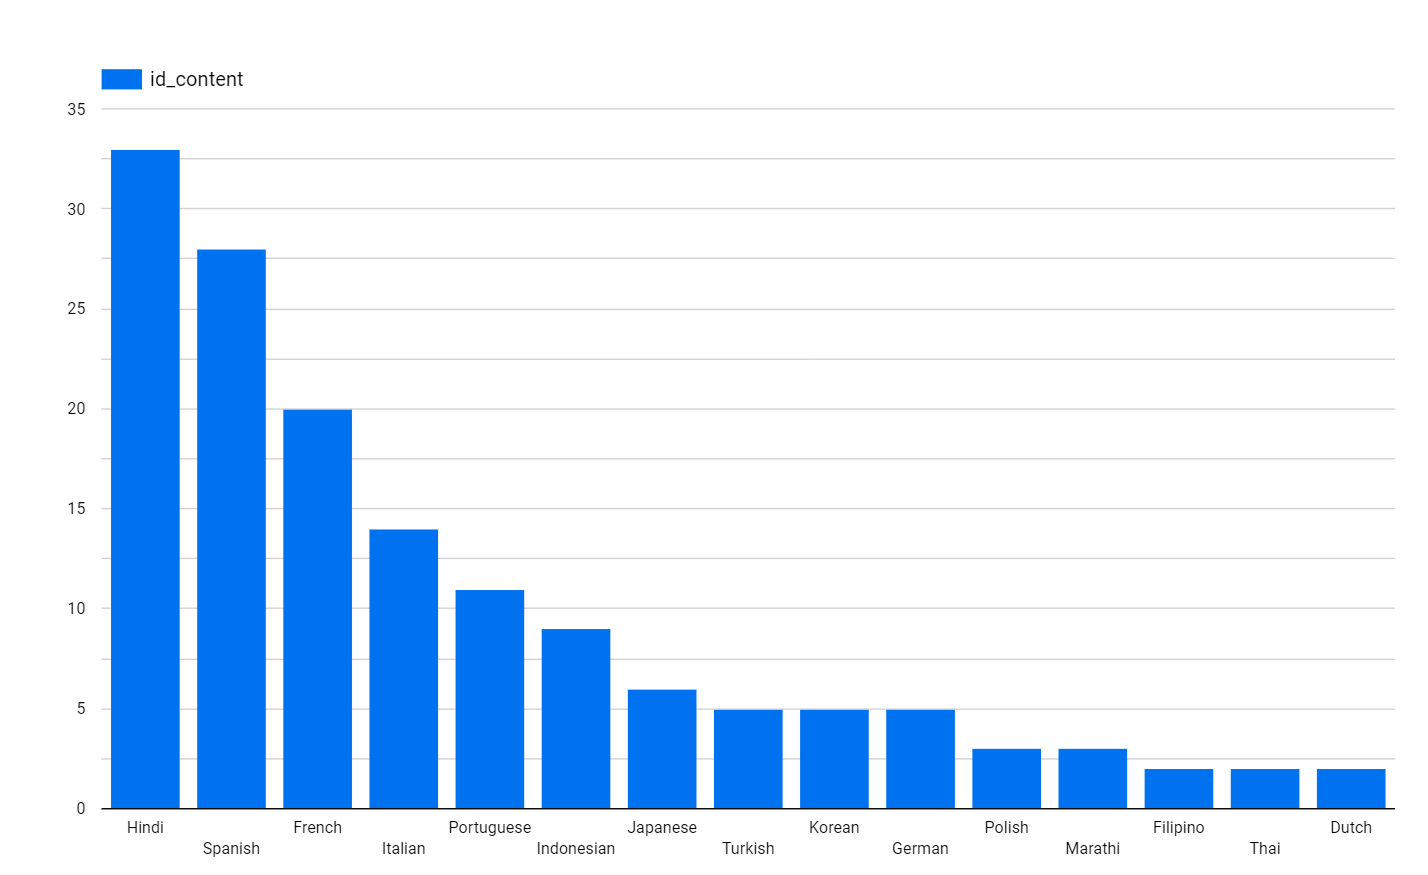 id_content
35
30
25
20
15
10
5
0
Hindi
Spanish
French
Italian
Portuguese
Indonesian
Japanese
Turkish
Korean
German
Polish
Marathi
Filipino
Thai
Dutch